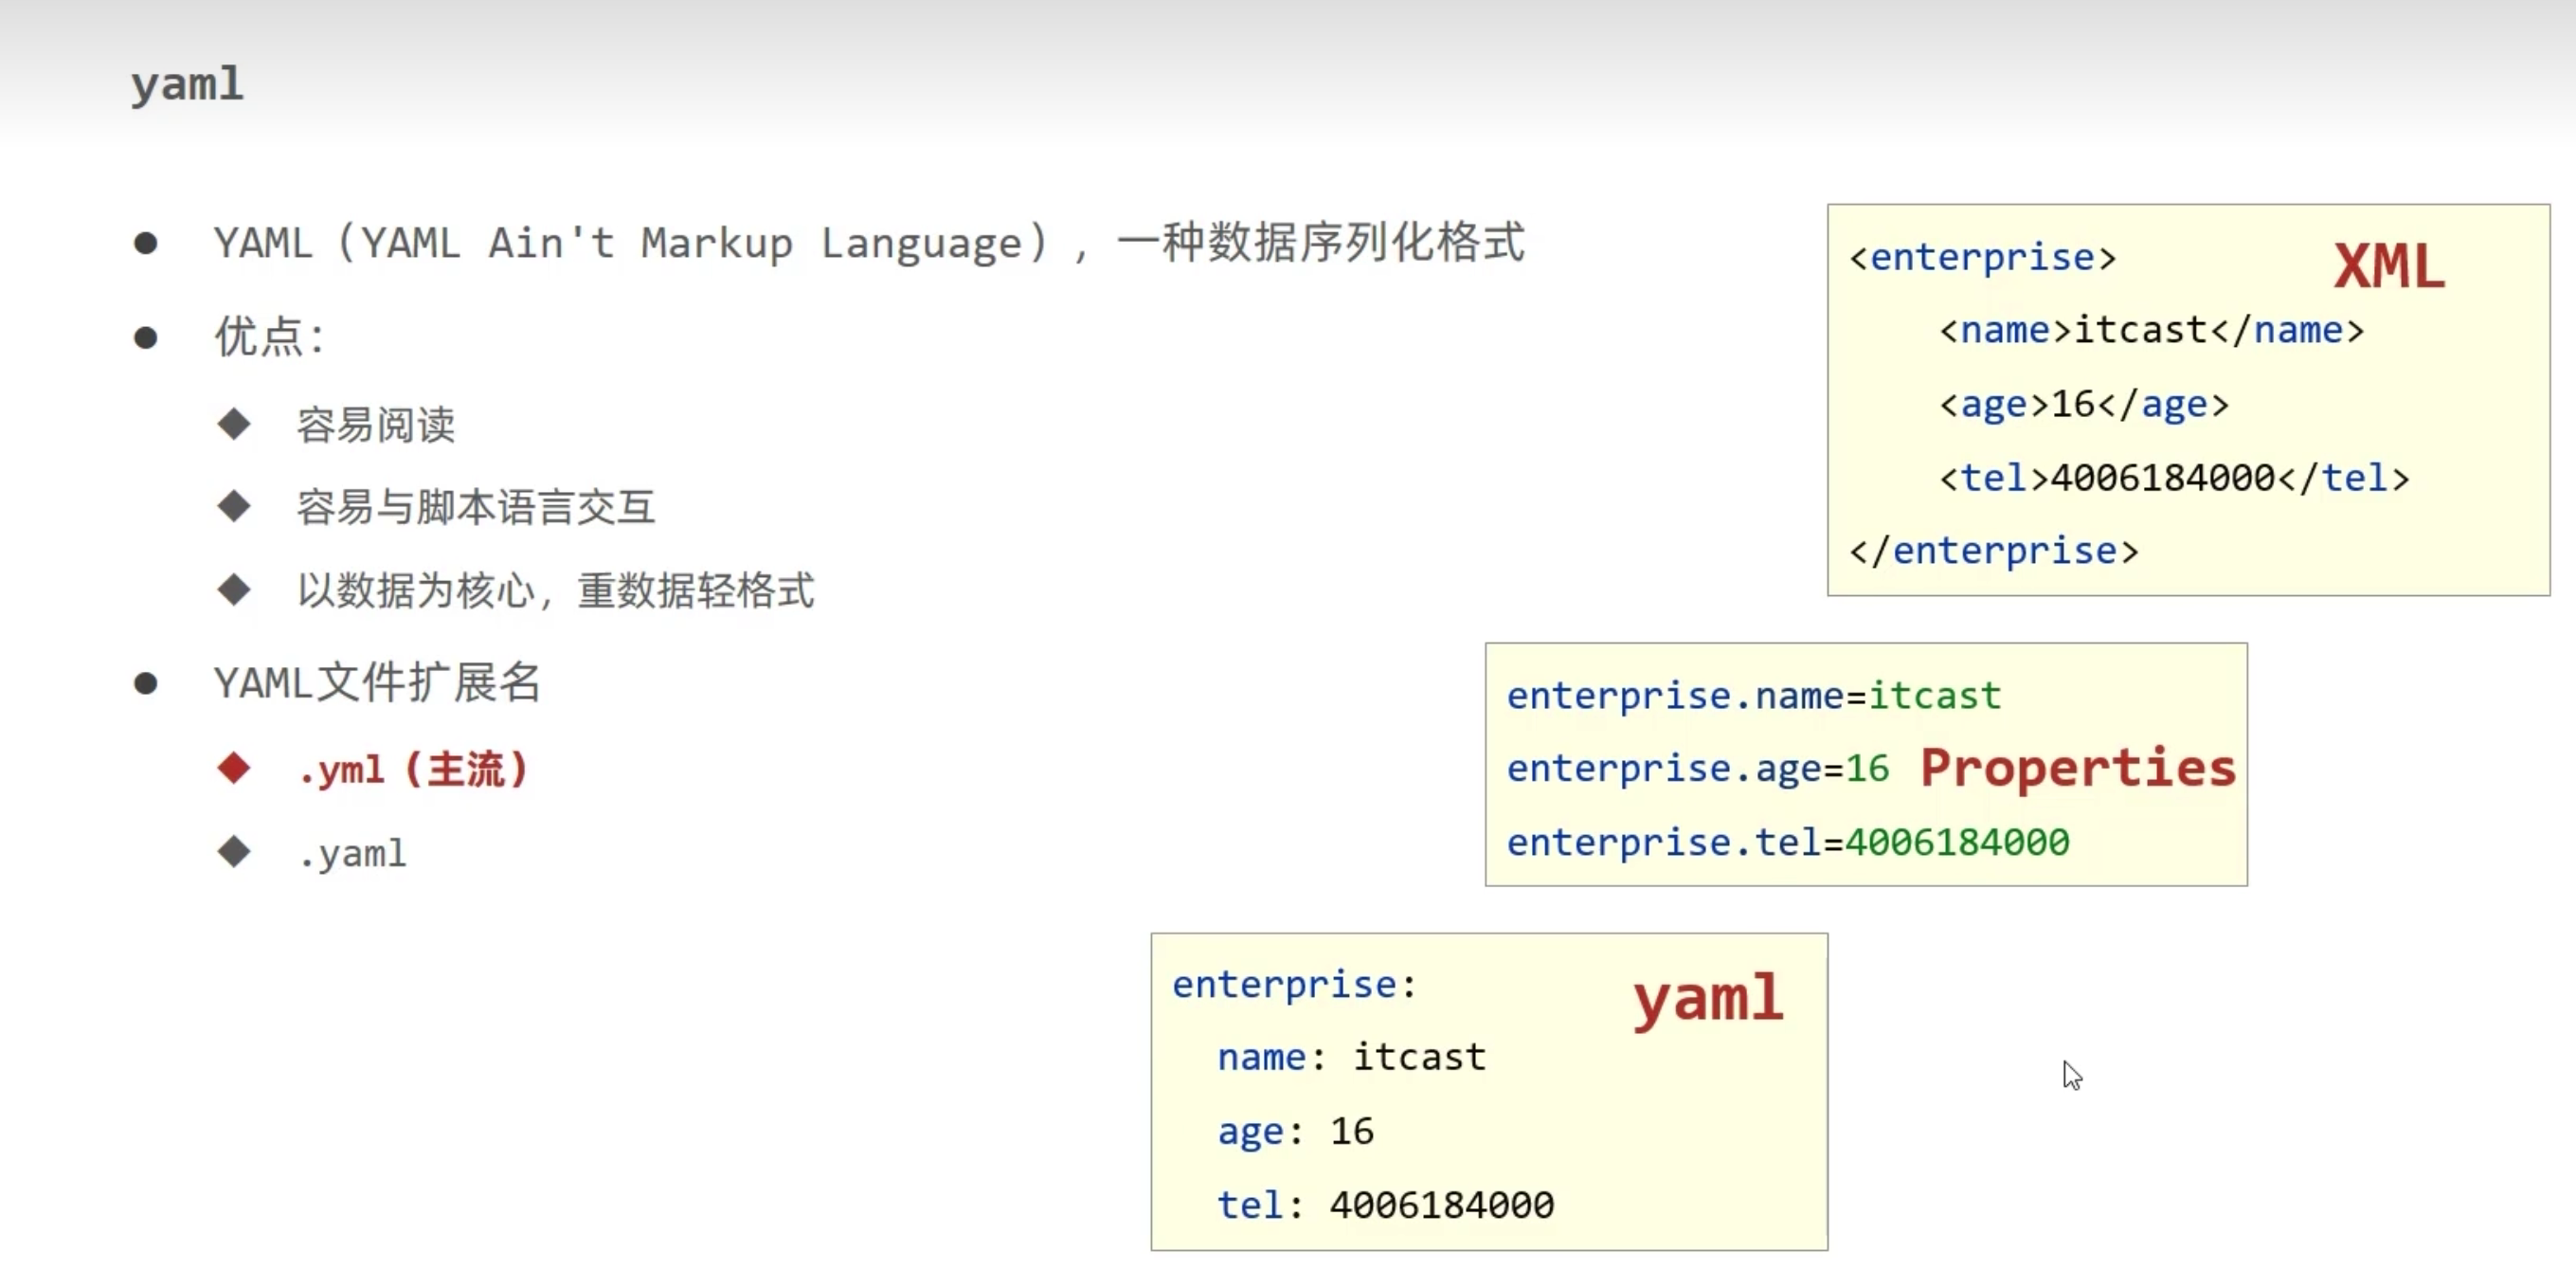 yaml
YAML（YAML Ain't Markup Language），一种数据序列化格式
优点：
容易阅读
容易与脚本语言交互
以数据为核心，重数据轻格式
YAML文件扩展名
.yml（主流）
.yaml
<enterprise>
XML
<name>itcast</name>
<age>16</age>
<tel>4006184000</tel>
</enterprise>
enterprise.name=itcast
enterprise.age=16
Properties
enterprise.tel=4006184000
enterprise:
yaml
name: itcast
age: 16
tel: 4006184000